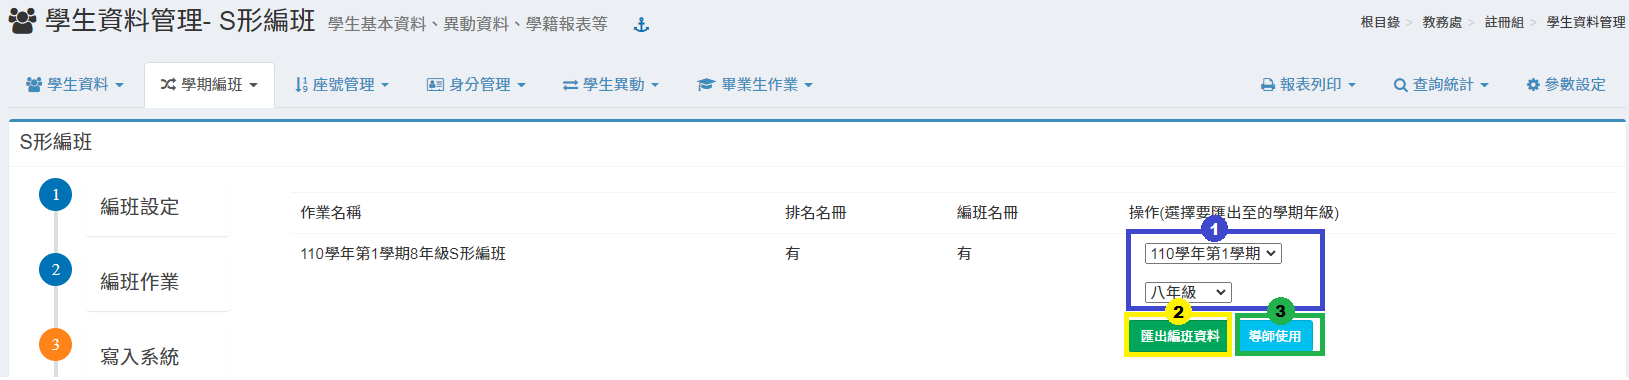 學生資料管理- S形編班 學生基本資料、異動資料、學籍報表等 根目錄 > 教務處 > 註冊組 > 學生資料管理
學生資料 學期編班 座號管理 身分管理 學生異動 畢業生作業 報表列印 查詢統計 參數設定
S形編班
1 編班設定
2 編班作業
3 寫入系統
作業名稱 排名名冊 編班名冊 操作(選擇要匯出至的學期年級)
1
110學年第1學期8年級S形編班 有 有 110學年第1學期
八年級
2 3
匯出編班資料 導師使用